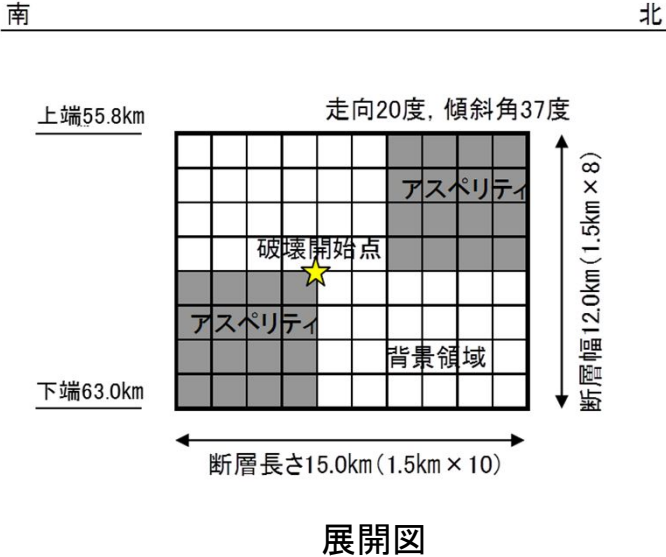 南 北
上端55.8km 走向20度，傾斜角37度
アスペリティ
破壊開始点
アスペリティ
背景領域
下端63.0km
断層幅12.0km（1.5km×8）
断層長さ15.0km（1.5km×10）
展開図